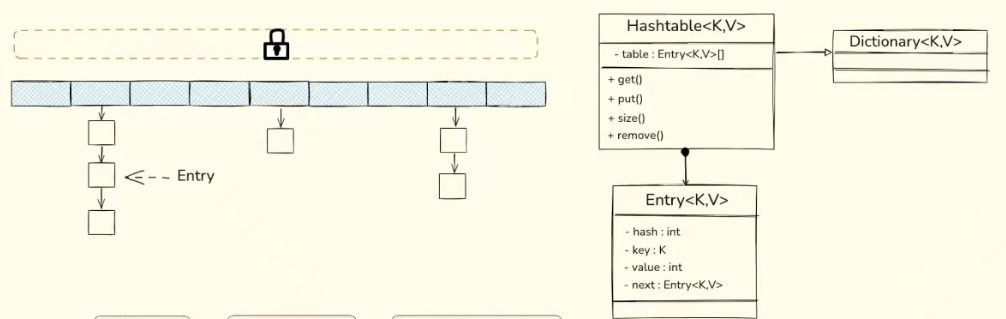 Entry
Hashtable<K,V>
- table : Entry<K,V>[]
+ get()
+ put()
+ size()
+ remove()
Dictionary<K,V>
Entry<K,V>
- hash : int
- key : K
- value : int
- next : Entry<K,V>